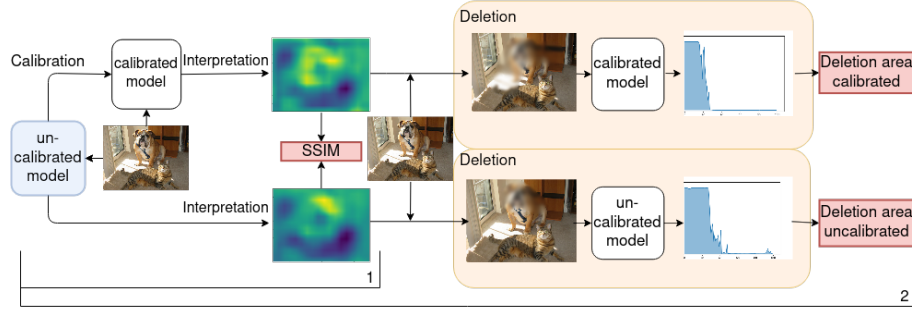 Calibration
calibrated
model
Interpretation
un-
calibrated
model
SSIM
Interpretation
Deletion
calibrated
model
Deletion area
calibrated
Deletion
un-
calibrated
model
Deletion area
uncalibrated
1
2